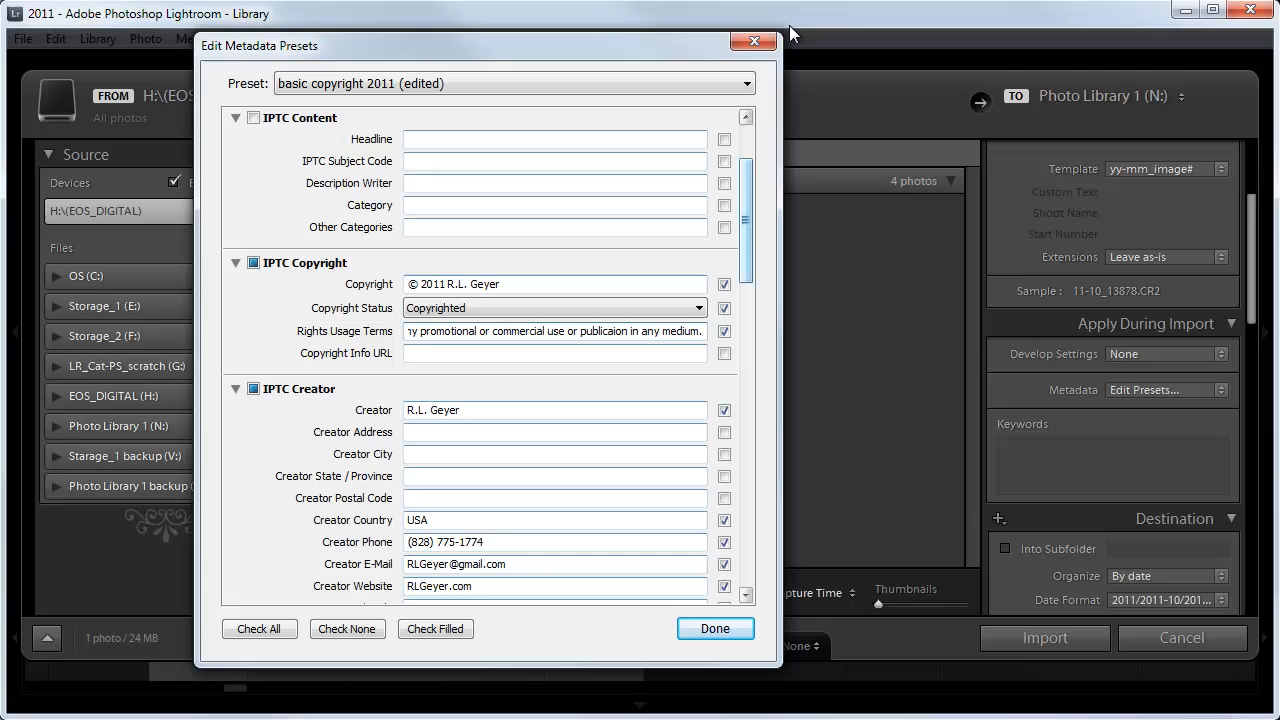 Lr 2011 - Adobe Photoshop Lightroom - Library
File Edit Library Photo Me
Edit Metadata Presets
FROM H:\(EOS_D
All photos
TO Photo Library 1 (N:)
Preset: basic copyright 2011 (edited)
Source
Devices
H:\(EOS_DIGITAL)
Files
OS (C:)
Storage_1 (E:)
Storage_2 (F:)
LR_Cat-PS_scratch (G:)
EOS_DIGITAL (H:)
Photo Library 1 (N:)
Starage_1 backup (V:)
Photo Library 1 backup
1 photo / 24 MB
IPTC Content
Headline
IPTC Subject Code
Description Writer
Category
Other Categories
IPTC Copyright
Copyright © 2011 R.L. Geyer
Copyright Status Copyrighted
Rights Usage Terms ny promotional or commercial use or publicaion in any medium.
Copyright Info URL
IPTC Creator
Creator R.L. Geyer
Creator Address
Creator City
Creator State / Province
Creator Postal Code
Creator Country USA
Creator Phone (828) 775-1774
Creator E-Mail RLGeyer@gmail.com
Creator Website RLGeyer.com
Check All Check None Check Filled Done
4 photos
pture Time Thumbnails
None
Template yy-mm_image#
Custom Text
Shoot Name
Start Number
Extensions Leave as-is
Sample : 11-10_13878.CR2
Apply During Import
Develop Settings None
Metadata Edit Presets...
Keywords
Destination
Into Subfolder
Organize By date
Date Format 2011/2011-10/201...
Import Cancel